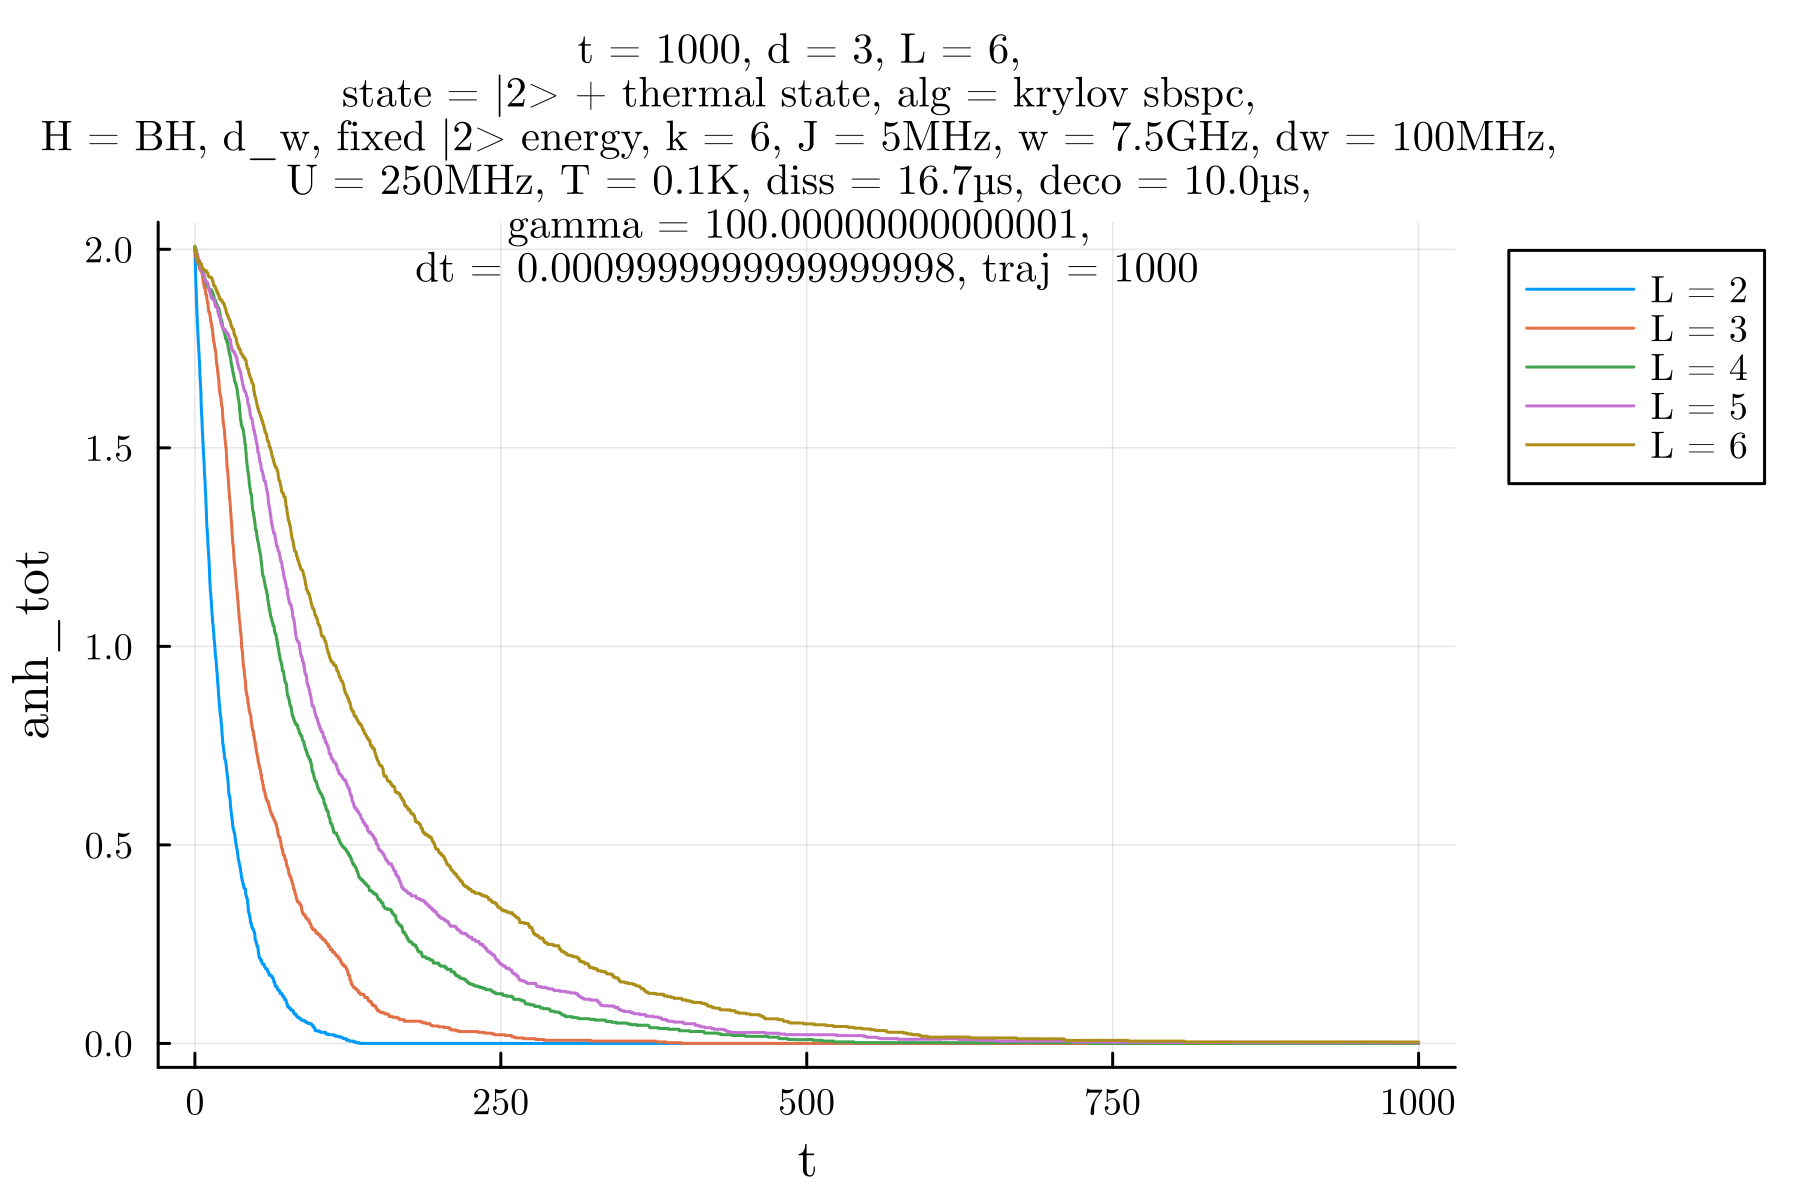 t = 1000, d = 3, L = 6,
state = |2> + thermal state, alg = krylov sbspc,
H = BH, d_w, fixed |2> energy, k = 6, J = 5MHz, w = 7.5GHz, dw = 100MHz,
U = 250MHz, T = 0.1K, diss = 16.7µs, deco = 10.0µs,
gamma = 100.00000000000001,
dt = 0.0009999999999999998, traj = 1000
2.0
1.5
1.0
0.5
0.0
anh_tot
0 250 500 750 1000
t
L = 2
L = 3
L = 4
L = 5
L = 6